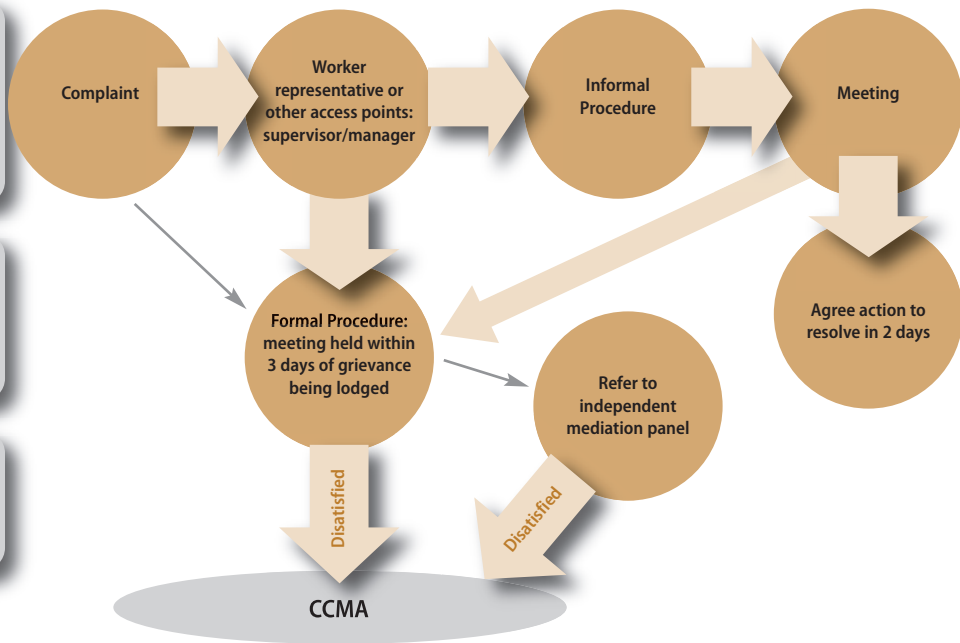 Complaint
Worker
representative or
other access points:
supervisor/manager
Informal
Procedure
Meeting
Formal Procedure:
meeting held within
3 days of grievance
being lodged
Agree action to
resolve in 2 days
Refer to
independent
mediation panel
Disatisfied
Disatisfied
CCMA